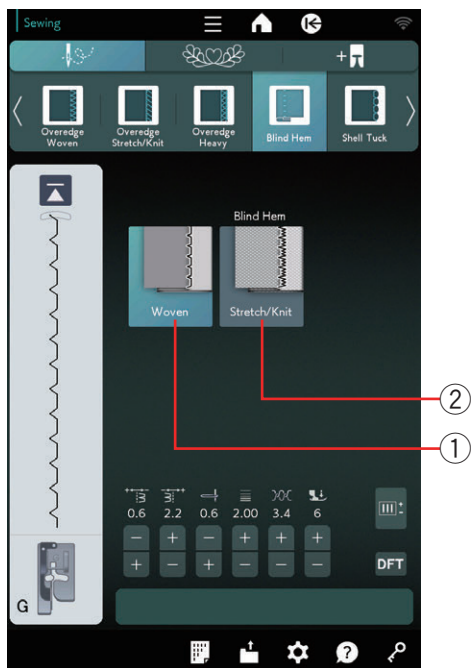 Sewing
Overedge
Woven
Overedge
Stretch/Knit
Overedge
Heavy
Blind Hem
Shell Tuck
Blind Hem
Woven
Stretch/Knit
2
1
0.6 2.2 0.6 2.00 3.4 6
− + − + + +
+ − + − − −
DFT
G
?